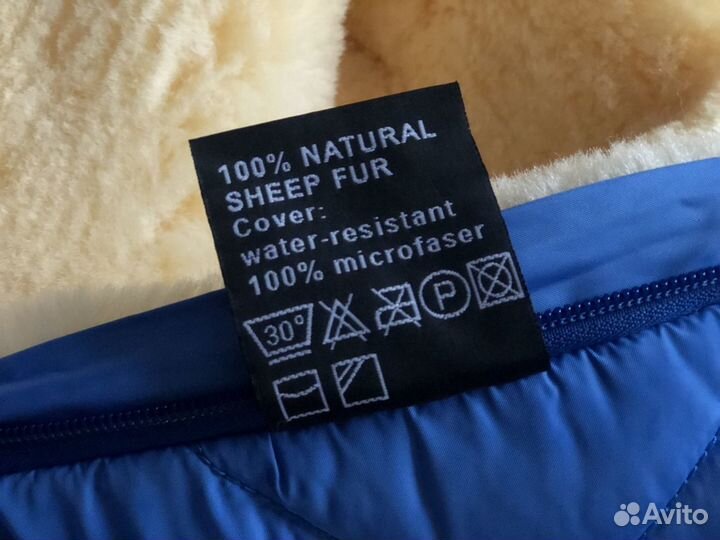 100% NATURAL
SHEEP FUR
Cover:
water-resistant
100% microfaser
30°
P
Avito